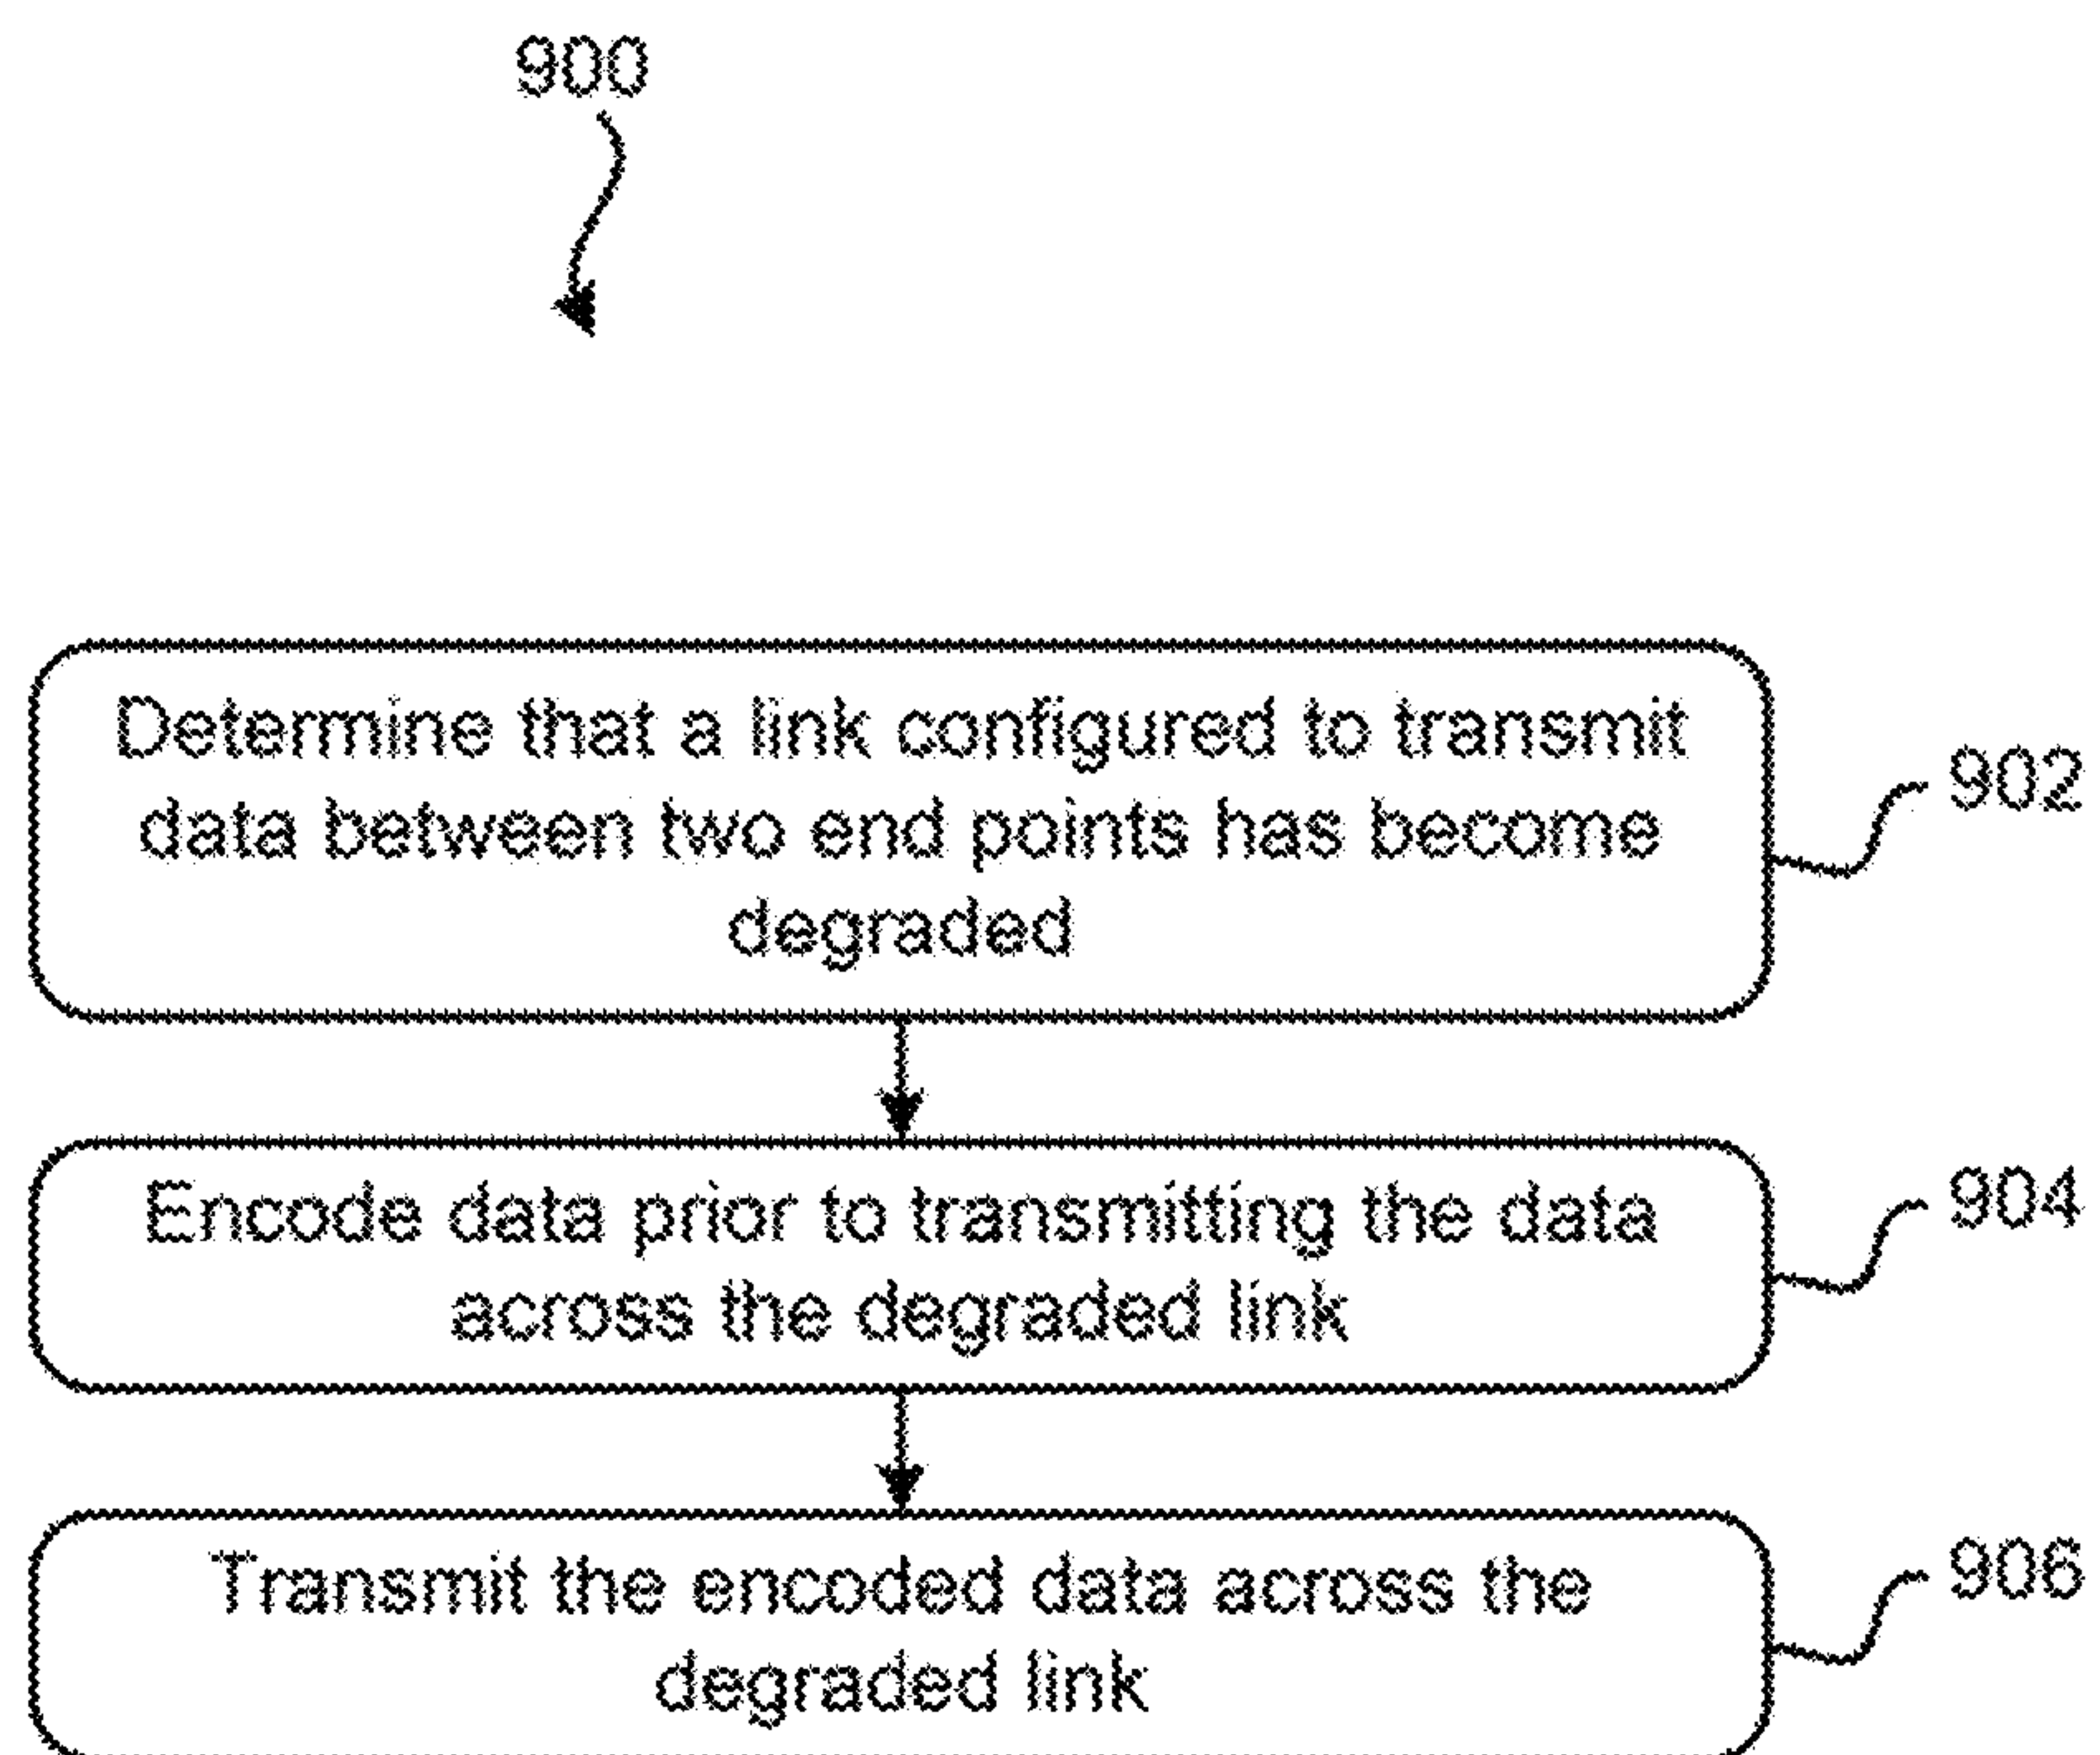 900
Determine that a link configured to transmit
data between two end points has become
degraded
902
Encode data prior to transmitting the data
across the degraded link
904
Transmit the encoded data across the
degraded link
906